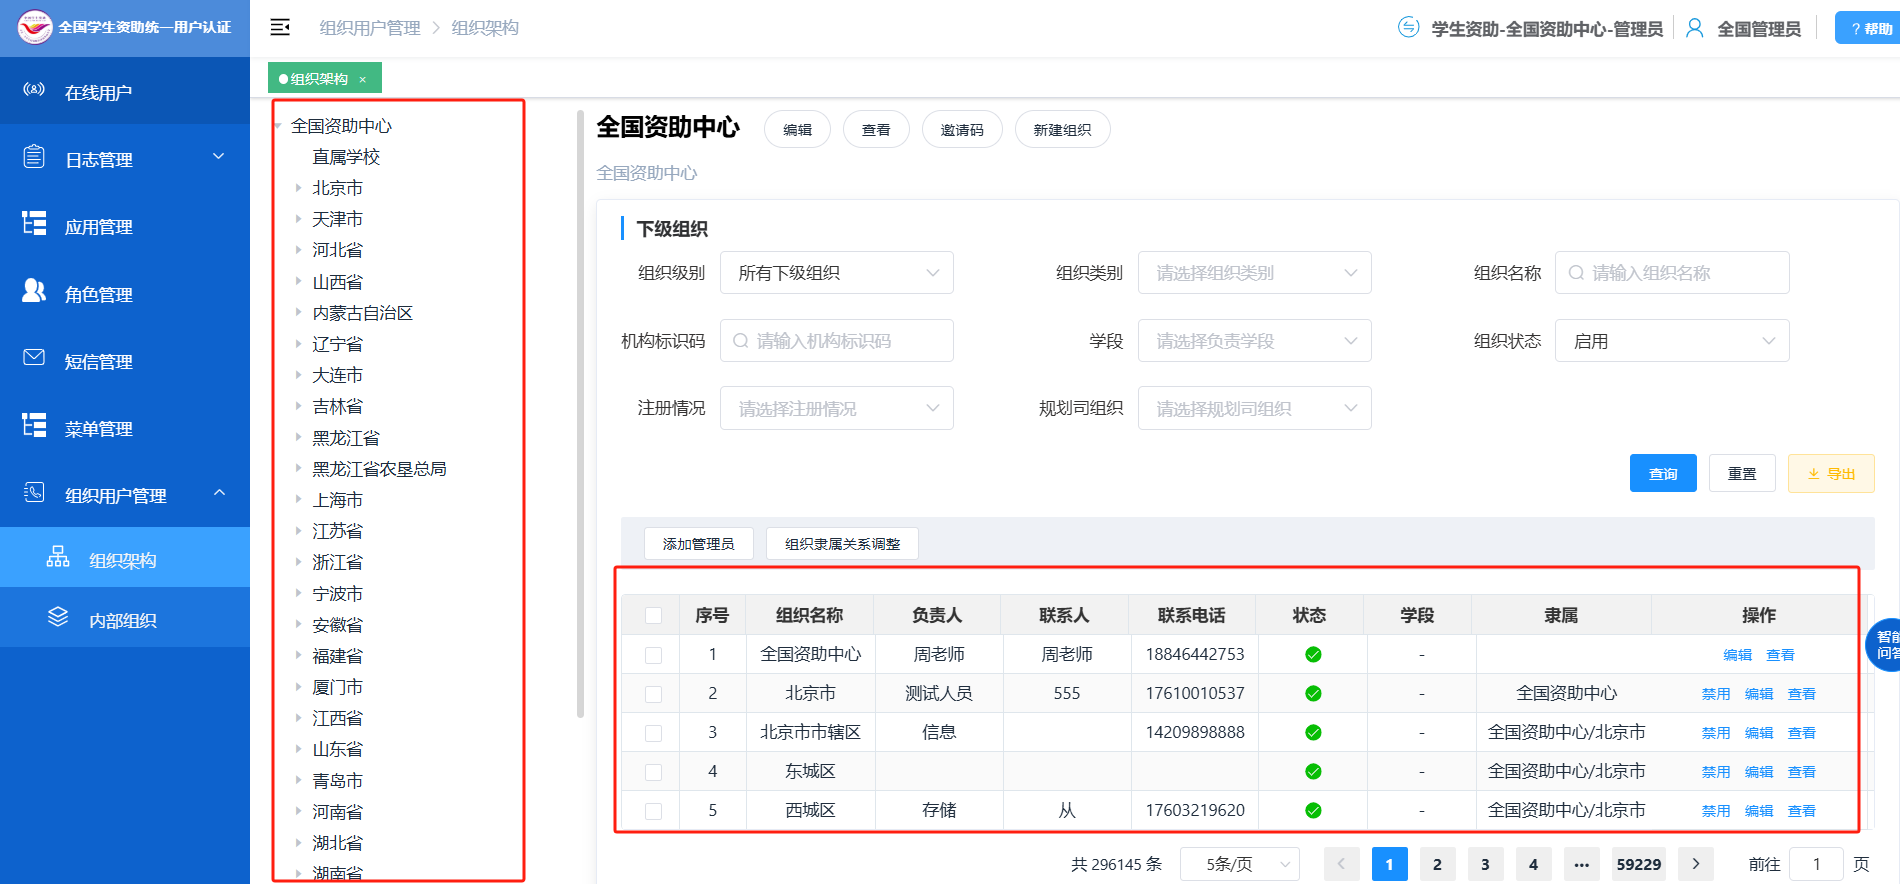 全国学生资助统一用户认证
组织用户管理 > 组织架构
学生资助-全国资助中心-管理员
全国管理员
? 帮助
在线用户
日志管理
应用管理
角色管理
短信管理
菜单管理
组织用户管理
组织架构
内部组织
组织架构 ×
全国资助中心
直属学校
北京市
天津市
河北省
山西省
内蒙古自治区
辽宁省
大连市
吉林省
黑龙江省
黑龙江省农垦总局
上海市
江苏省
浙江省
宁波市
安徽省
福建省
厦门市
江西省
山东省
青岛市
河南省
湖北省
湖南省
全国资助中心 编辑 查看 邀请码 新建组织
全国资助中心
下级组织
组织级别 所有下级组织 组织类别 请选择组织类别 组织名称 请输入组织名称
机构标识码 请输入机构标识码 学段 请选择负责学段 组织状态 启用
注册情况 请选择注册情况 规划司组织 请选择规划司组织
查询 重置 导出
添加管理员 组织隶属关系调整
序号 组织名称 负责人 联系人 联系电话 状态 学段 隶属 操作
1 全国资助中心 周老师 周老师 18846442753 - 编辑 查看
2 北京市 测试人员 555 17610010537 - 全国资助中心 禁用 编辑 查看
3 北京市市辖区 信息 14209898888 - 全国资助中心/北京市 禁用 编辑 查看
4 东城区 - 全国资助中心/北京市 禁用 编辑 查看
5 西城区 存储 从 17603219620 - 全国资助中心/北京市 禁用 编辑 查看
智能
问答
共 296145 条 5条/页 < 1 2 3 4 ··· 59229 > 前往 1 页